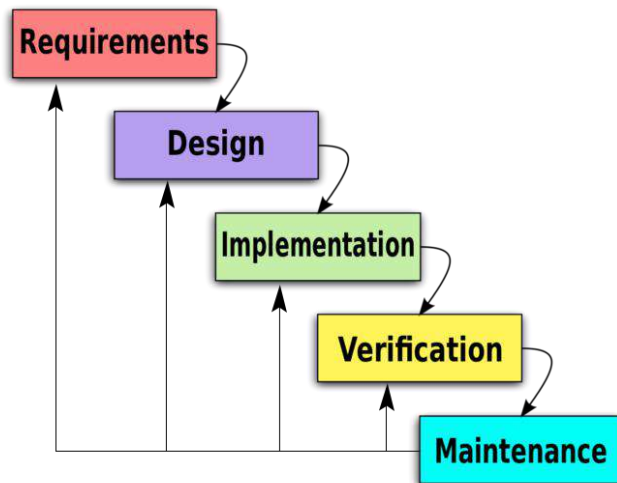 Requirements
Design
Implementation
Verification
Maintenance